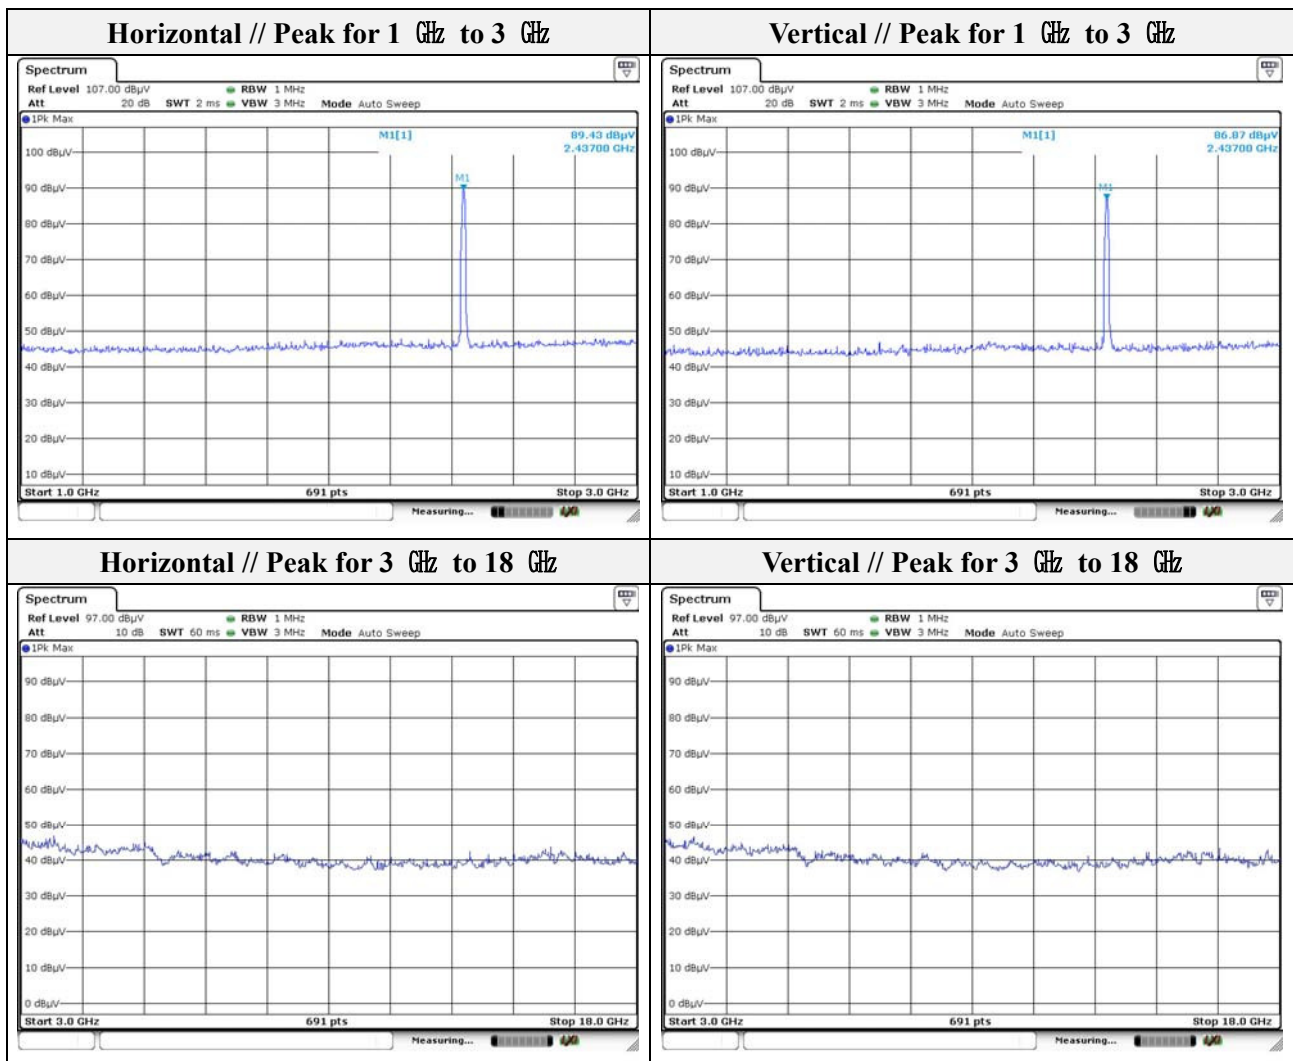 Horizontal // Peak for 1 ㎓ to 3 ㎓
Vertical // Peak for 1 ㎓ to 3 ㎓
Spectrum
Ref Level 107.00 dBµV RBW 1 MHz
Att 20 dB SWT 2 ms VBW 3 MHz Mode Auto Sweep
1Pk Max
M1[1] 89.43 dBµV
2.43700 GHz
100 dBµV
M1
90 dBµV
80 dBµV
70 dBµV
60 dBµV
50 dBµV
40 dBµV
30 dBµV
20 dBµV
10 dBµV
Start 1.0 GHz 691 pts Stop 3.0 GHz
Measuring...
Spectrum
Ref Level 107.00 dBµV RBW 1 MHz
Att 20 dB SWT 2 ms VBW 3 MHz Mode Auto Sweep
1Pk Max
M1[1] 86.87 dBµV
2.43700 GHz
100 dBµV
90 dBµV
M1
80 dBµV
70 dBµV
60 dBµV
50 dBµV
40 dBµV
30 dBµV
20 dBµV
10 dBµV
Start 1.0 GHz 691 pts Stop 3.0 GHz
Measuring...
Horizontal // Peak for 3 ㎓ to 18 ㎓
Vertical // Peak for 3 ㎓ to 18 ㎓
Spectrum
Ref Level 97.00 dBµV RBW 1 MHz
Att 10 dB SWT 60 ms VBW 3 MHz Mode Auto Sweep
1Pk Max
90 dBµV
80 dBµV
70 dBµV
60 dBµV
50 dBµV
40 dBµV
30 dBµV
20 dBµV
10 dBµV
0 dBµV
Start 3.0 GHz 691 pts Stop 18.0 GHz
Measuring...
Spectrum
Ref Level 97.00 dBµV RBW 1 MHz
Att 10 dB SWT 60 ms VBW 3 MHz Mode Auto Sweep
1Pk Max
90 dBµV
80 dBµV
70 dBµV
60 dBµV
50 dBµV
40 dBµV
30 dBµV
20 dBµV
10 dBµV
0 dBµV
Start 3.0 GHz 691 pts Stop 18.0 GHz
Measuring...